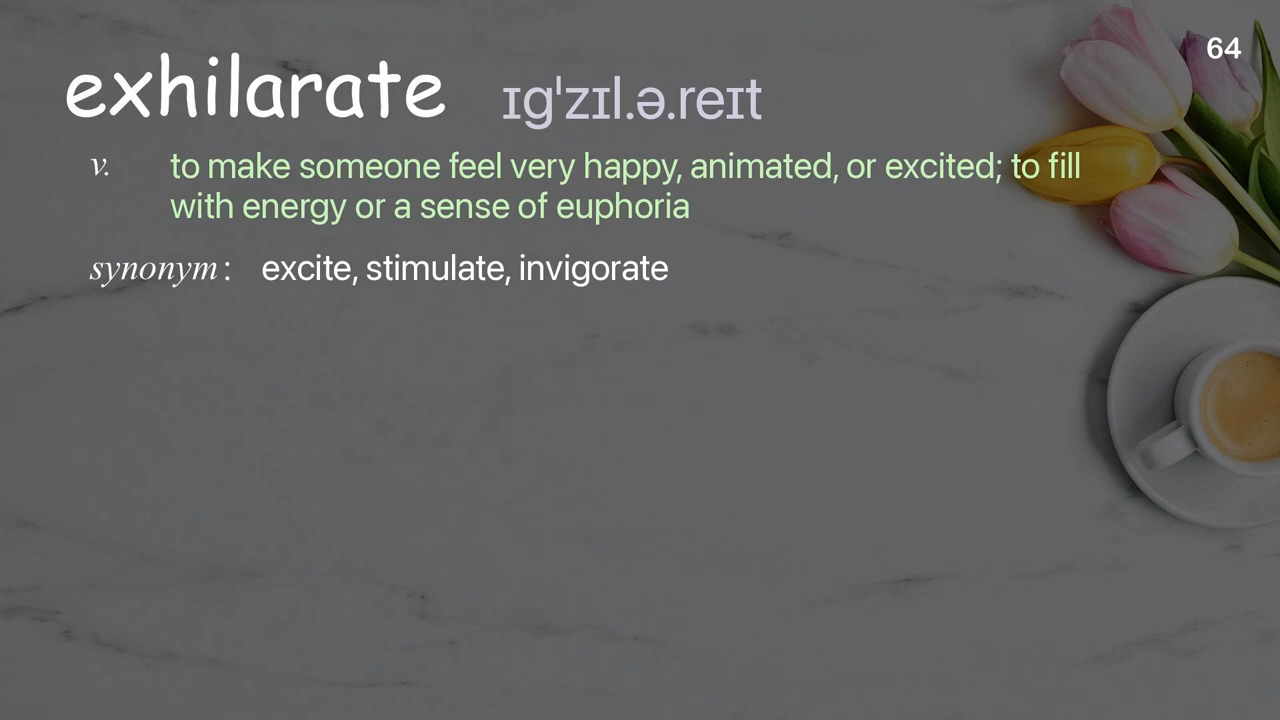 64
exhilarate ɪɡˈzɪl.ə.reɪt
v. to make someone feel very happy, animated, or excited; to fill
with energy or a sense of euphoria
synonym: excite, stimulate, invigorate